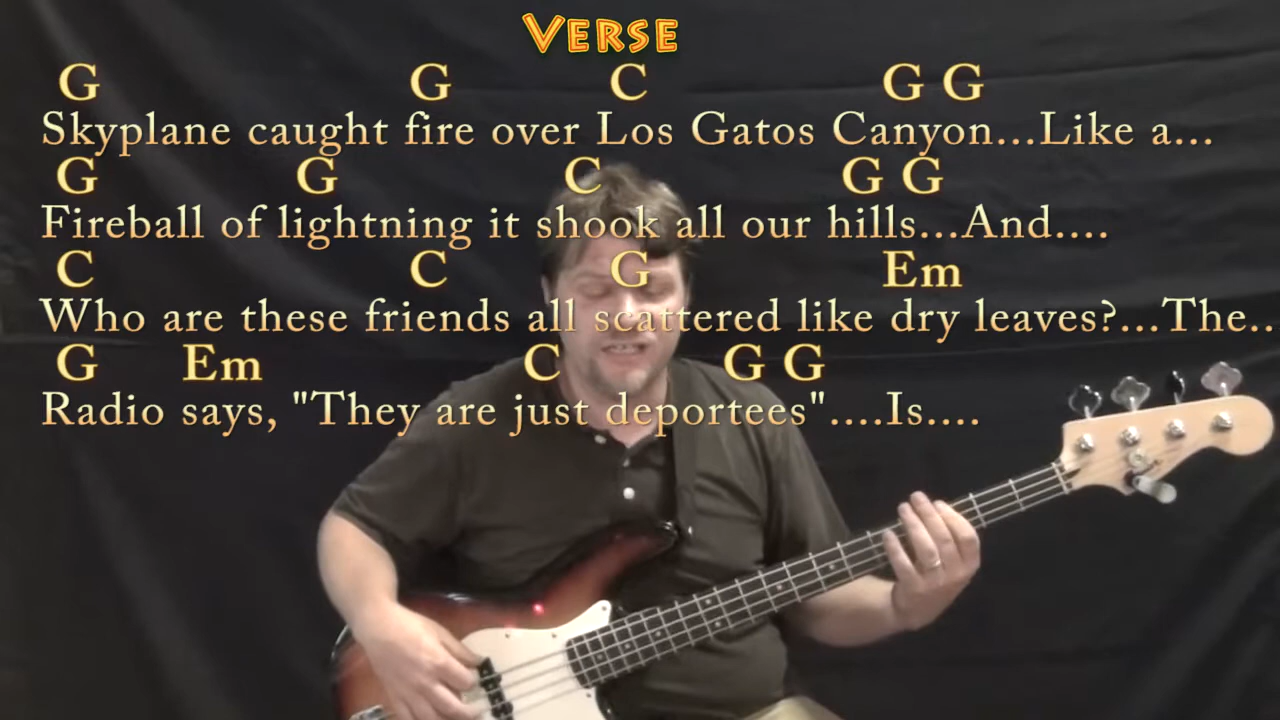 VERSE
G G C G G
Skyplane caught fire over Los Gatos Canyon...Like a...
G G C G G
Fireball of lightning it shook all our hills...And....
C C G Em
Who are these friends all scattered like dry leaves?...The..
G Em C G G
Radio says, "They are just deportees"....Is....